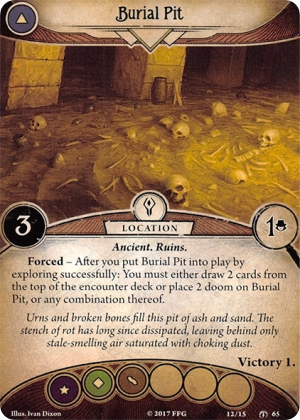 Burial Pit
3
LOCATION
1
Ancient. Ruins.
Forced – After you put Burial Pit into play by
exploring successfully: You must either draw 2 cards from
the top of the encounter deck or place 2 doom on Burial
Pit, or any combination thereof.
Urns and broken bones fill this pit of ash and sand. The
stench of rot has long since dissipated, leaving behind only
stale-smelling air saturated with choking dust.
Victory 1.
Illus. Ivan Dixon
© 2017 FFG
12/15
65